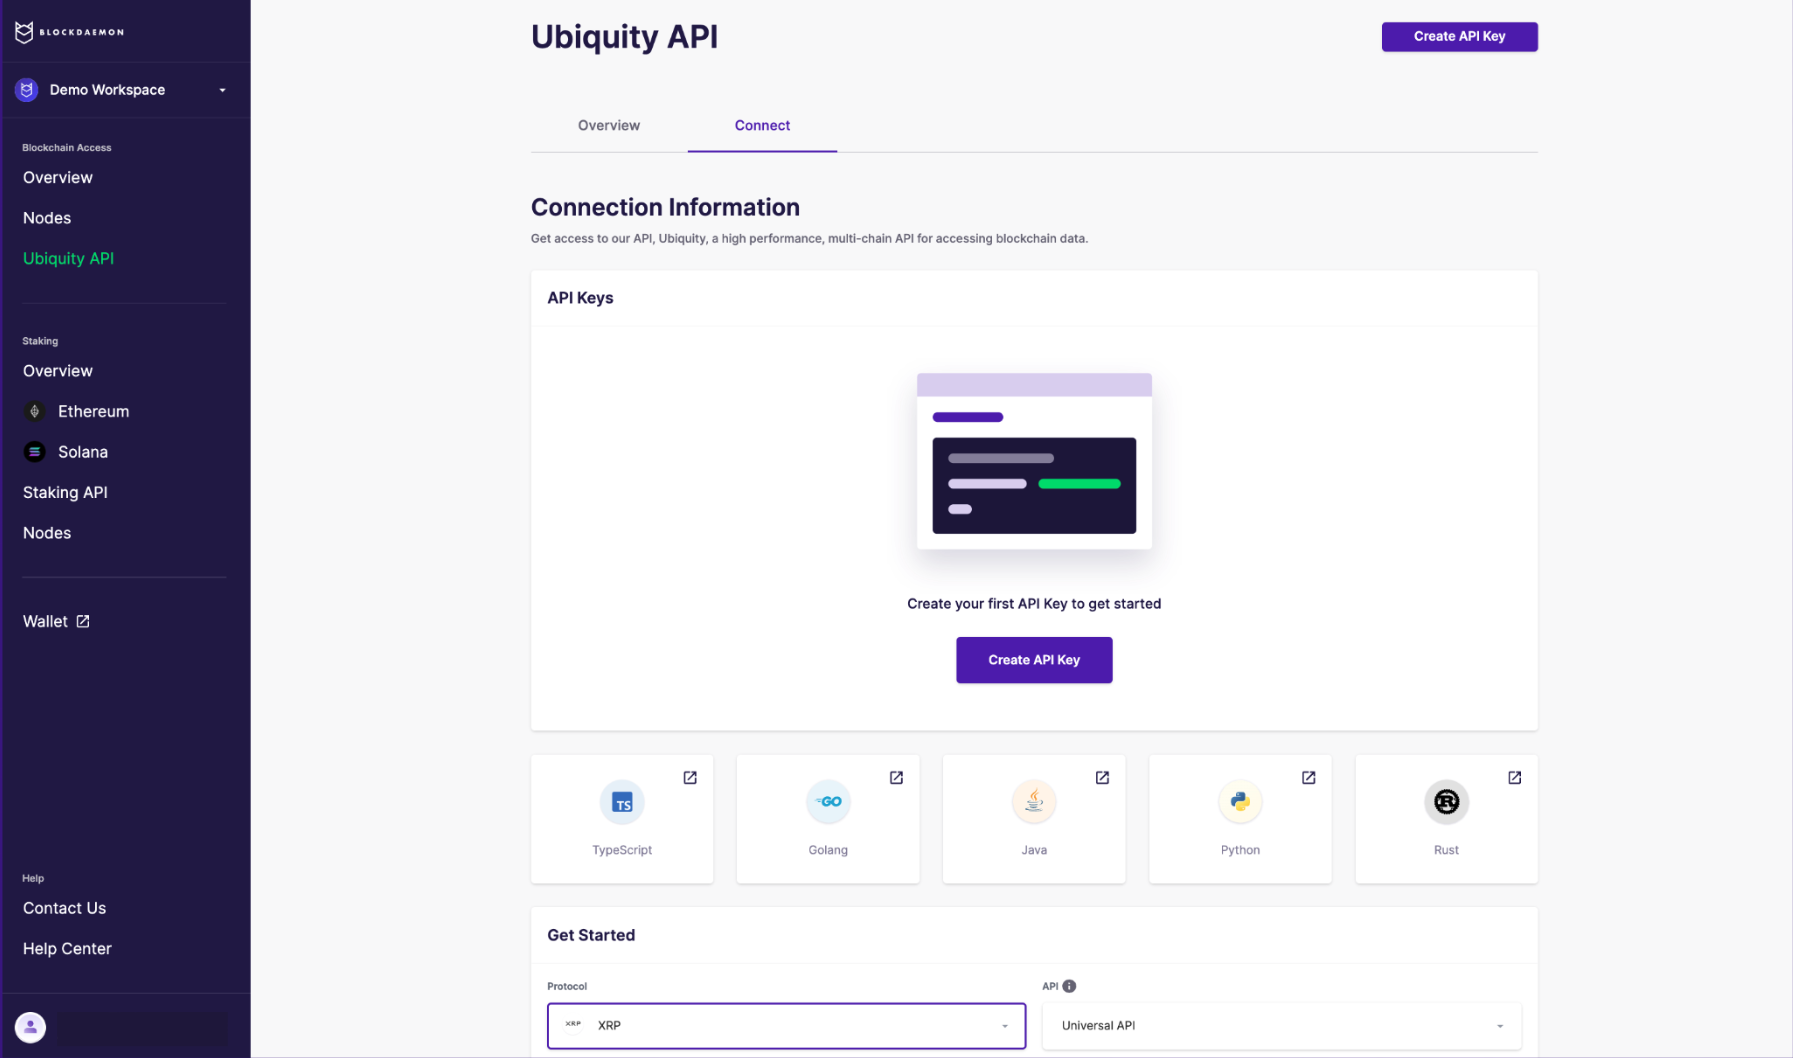 BLOCKDAEMON
Demo Workspace
Blockchain Access
Overview
Nodes
Ubiquity API
Staking
Overview
Ethereum
Solana
Staking API
Nodes
Wallet
Help
Contact Us
Help Center
Ubiquity API
Create API Key
Overview
Connect
Connection Information
Get access to our API, Ubiquity, a high performance, multi-chain API for accessing blockchain data.
API Keys
Create your first API Key to get started
Create API Key
TS
TypeScript
GO
Golang
Java
Python
R
Rust
Get Started
Protocol
XRP XRP
API
Universal API